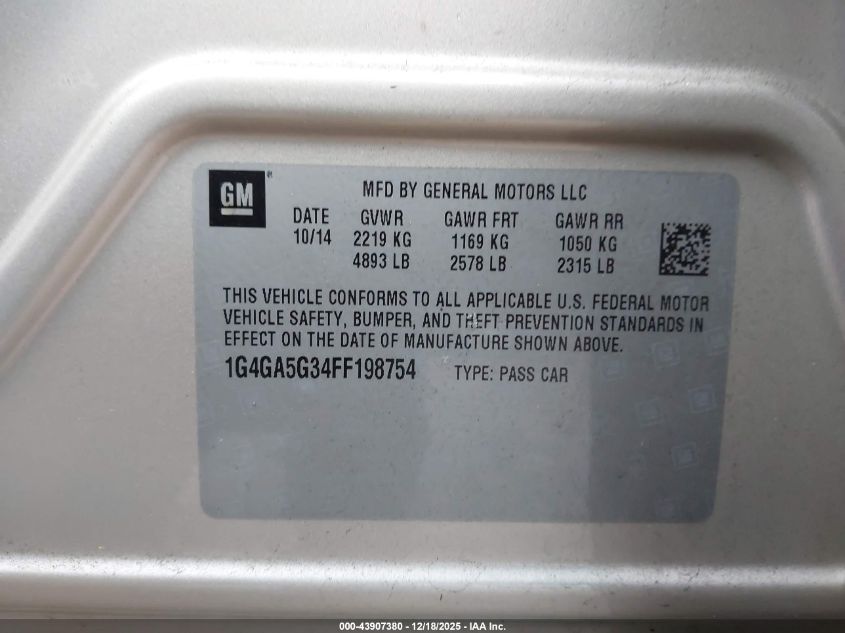 GM®
MFD BY GENERAL MOTORS LLC
DATE GVWR GAWR FRT GAWR RR
10/14 2219 KG 1169 KG 1050 KG
4893 LB 2578 LB 2315 LB
THIS VEHICLE CONFORMS TO ALL APPLICABLE U.S. FEDERAL MOTOR
VEHICLE SAFETY, BUMPER, AND THEFT PREVENTION STANDARDS IN
EFFECT ON THE DATE OF MANUFACTURE SHOWN ABOVE.
1G4GA5G34FF198754 TYPE: PASS CAR
000-43907380 - 12/18/2025 - IAA Inc.